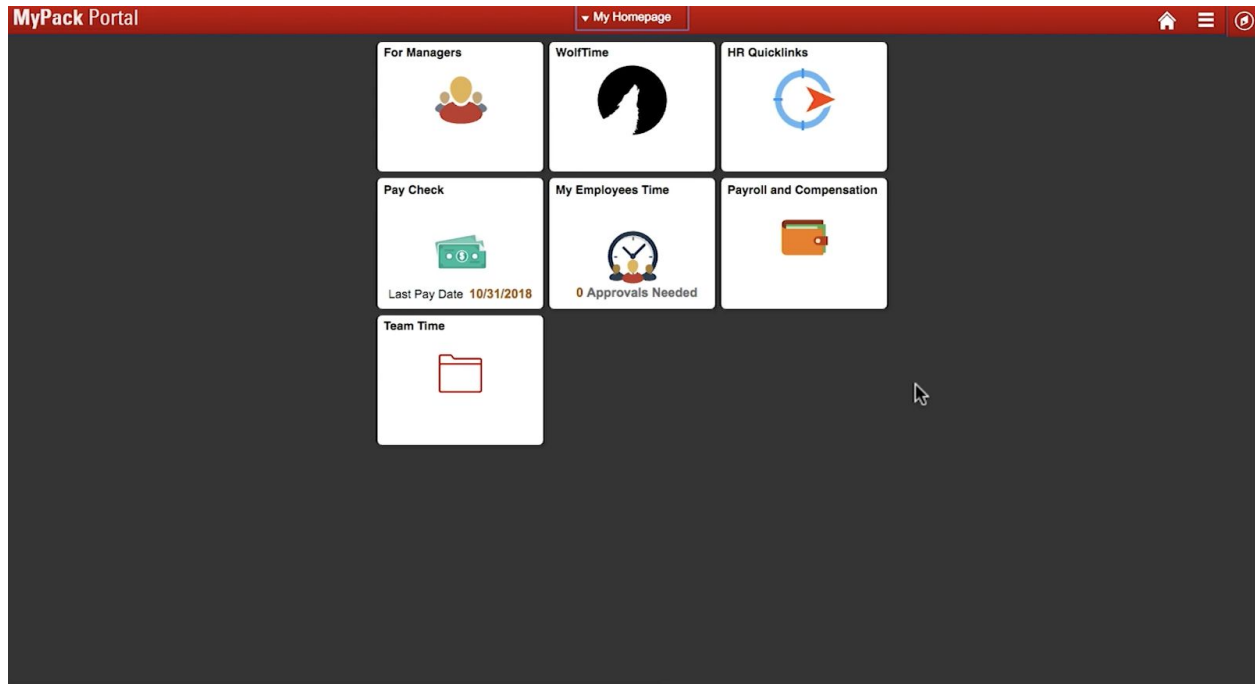 MyPack Portal
My Homepage
For Managers
WolfTime
HR Quicklinks
Pay Check
Last Pay Date 10/31/2018
My Employees Time
0 Approvals Needed
Payroll and Compensation
Team Time